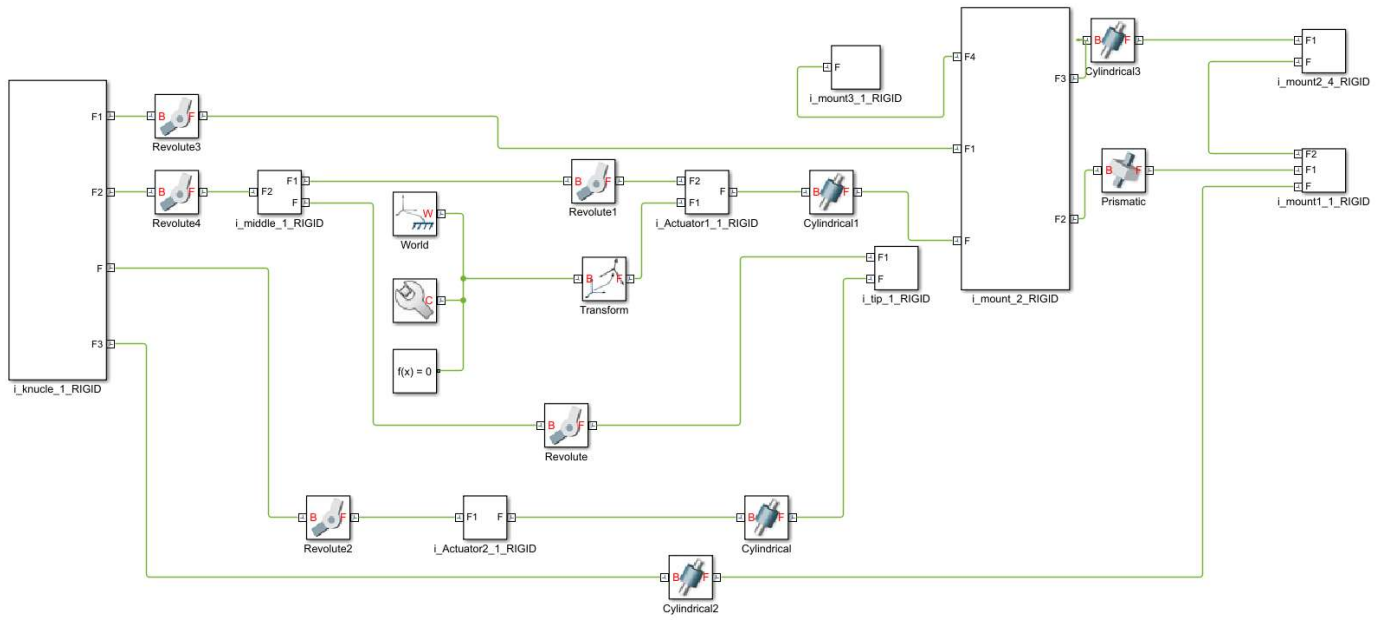 F1
B F
Revolute3
F2
B F
Revolute4
F
F3
i_knucle_1_RIGID
F2 F1
F
i_middle_1_RIGID
W
World
C
f(x) = 0
B F
Revolute1
B F
Transform
F2 F
F1
i_Actuator1_1_RIGID
B F
Cylindrical1
F
i_mount3_1_RIGID
F4
F1
F
F3
F2
i_mount_2_RIGID
B F
Cylindrical3
F1
F
i_mount2_4_RIGID
B F
Prismatic
F2
F1
F
i_mount1_1_RIGID
F1
F
i_tip_1_RIGID
B F
Revolute
B F
Revolute2
F1 F
i_Actuator2_1_RIGID
B F
Cylindrical
B F
Cylindrical2